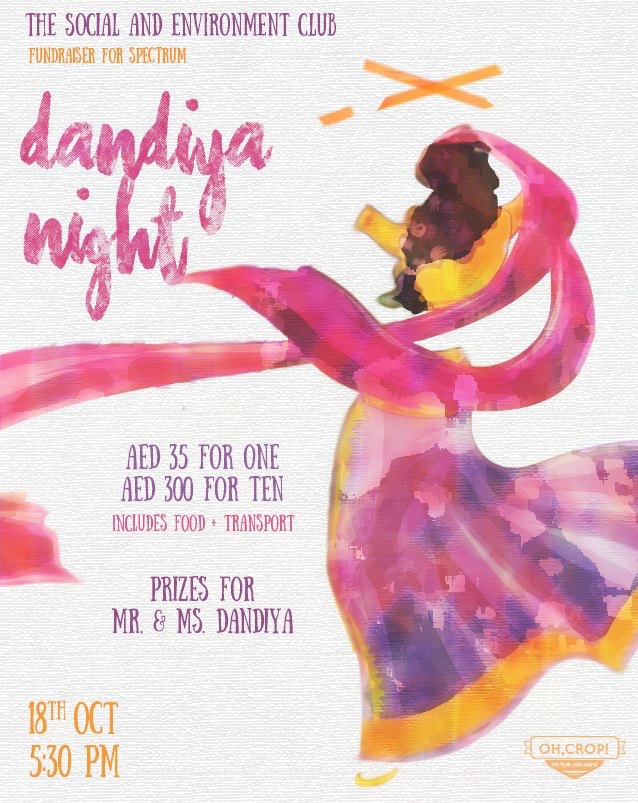 THE SOCIAL AND ENVIRONMENT CLUB
FUNDRAISER FOR SPECTRUM
dandiya
night
AED 35 FOR ONE
AED 300 FOR TEN
INCLUDES FOOD + TRANSPORT
PRIZES FOR
MR. & MS. DANDIYA
18TH OCT
5:30 PM
OH,CROP!